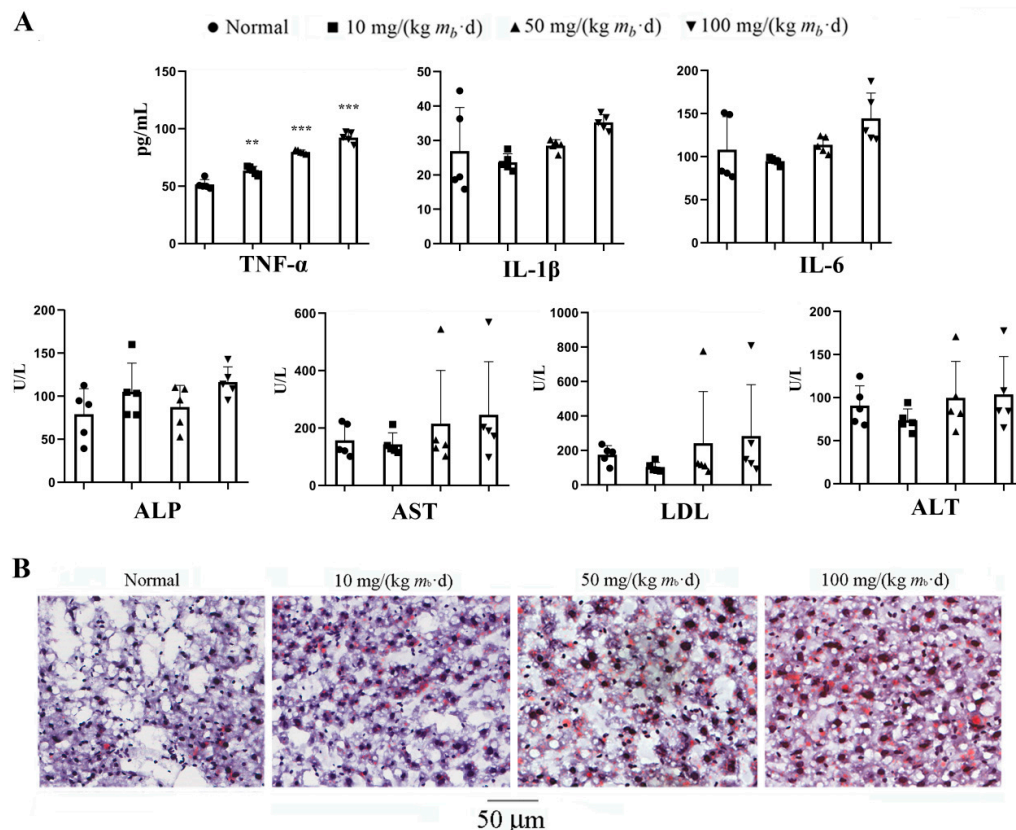 A
● Normal ■ 10 mg/(kg m_b·d) ▲ 50 mg/(kg m_b·d) ▼ 100 mg/(kg m_b·d)
pg/mL
150
100
50
0
**
***
***
TNF-α
50
40
30
20
10
0
IL-1β
200
150
100
50
0
IL-6
U/L
200
150
100
50
0
ALP
U/L
600
400
200
0
AST
U/L
1000
800
600
400
200
0
LDL
U/L
200
150
100
50
0
ALT
B
Normal
10 mg/(kg m_b·d)
50 mg/(kg m_b·d)
100 mg/(kg m_b·d)
50 μm